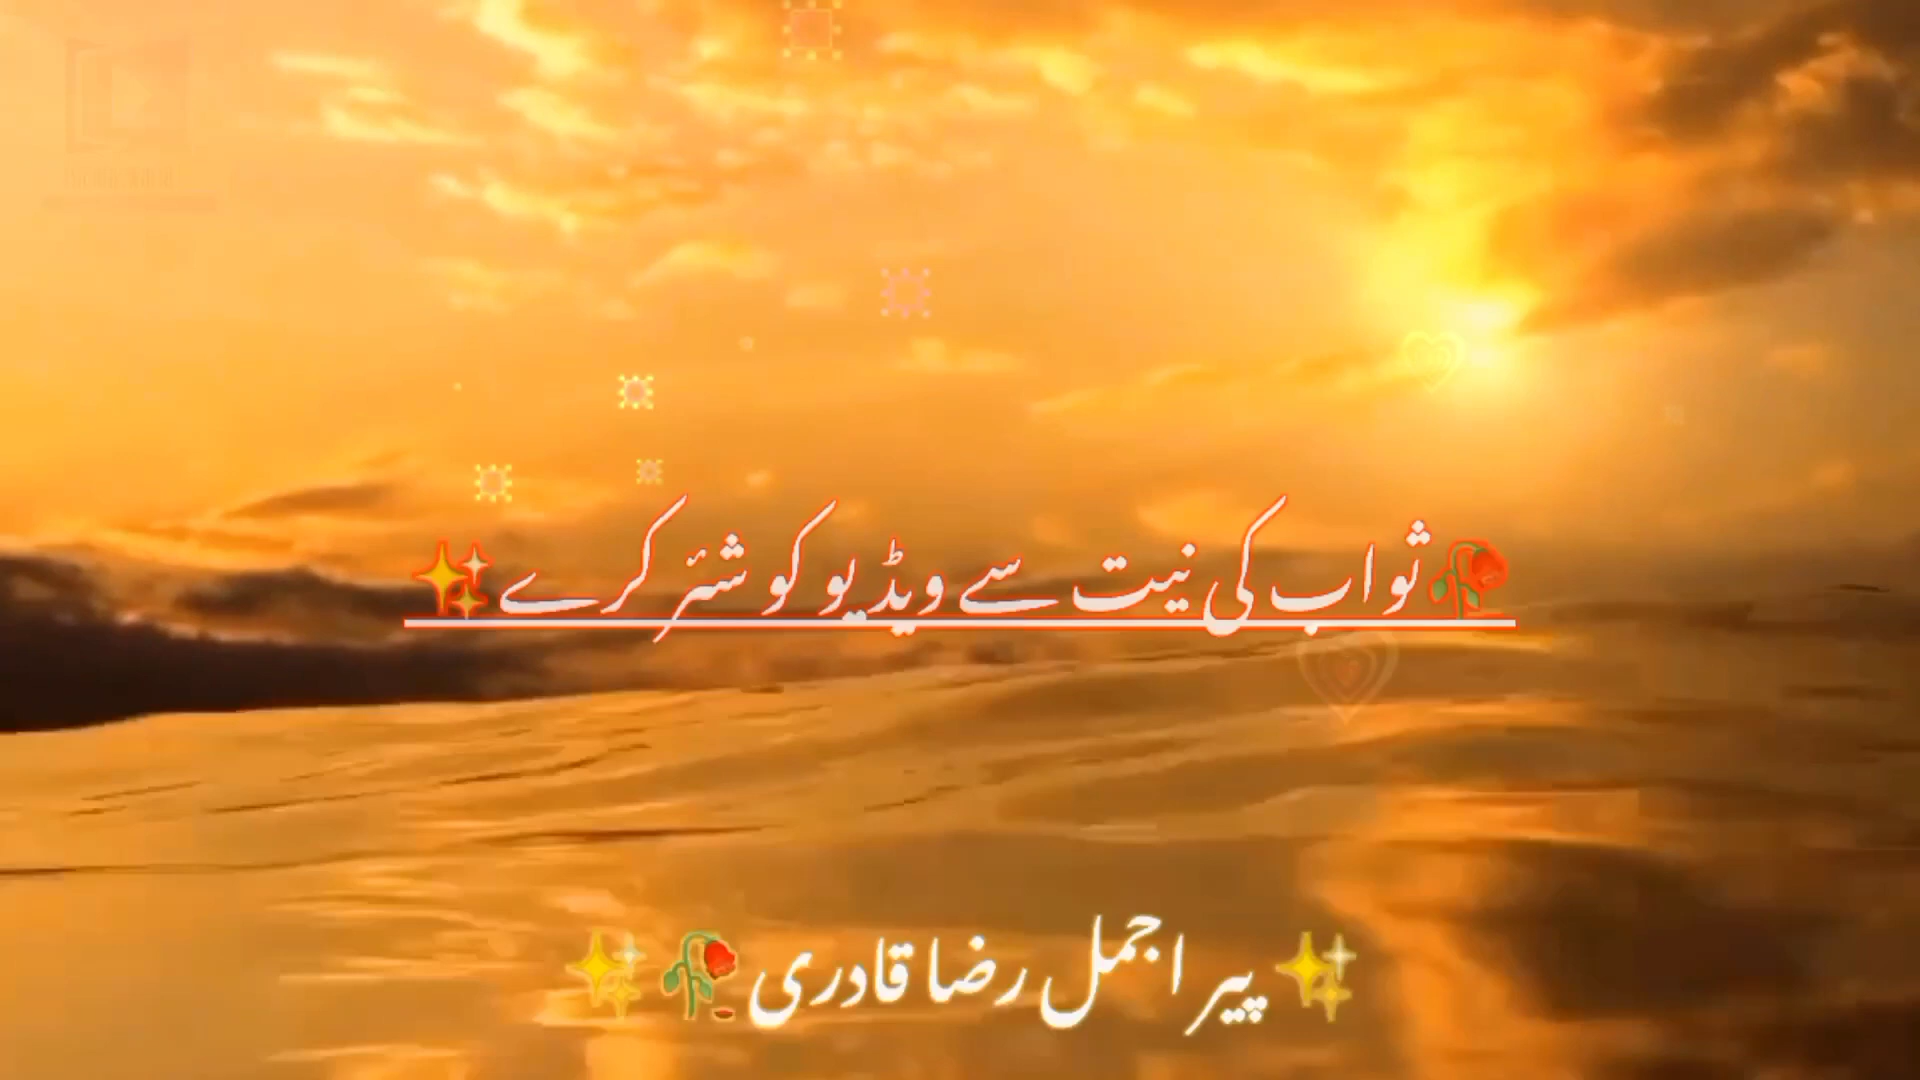 🥀ثواب کی نیت سے ویڈیو کو شئر کرے✨
✨ پیر اجمل رضا قادری 🥀 ✨